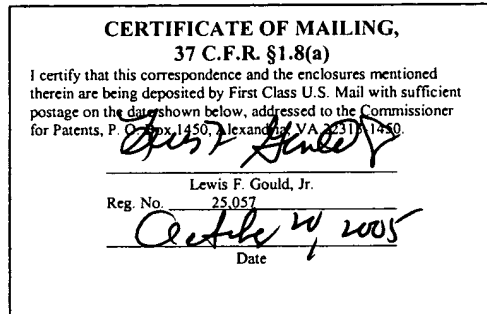 CERTIFICATE OF MAILING,
37 C.F.R. §1.8(a)
I certify that this correspondence and the enclosures mentioned
therein are being deposited by First Class U.S. Mail with sufficient
postage on the date shown below, addressed to the Commissioner
for Patents, P. O. Box 1450, Alexandria, VA 22313-1450.
Lewis F. Gould, Jr.
Reg. No. 25,057
October 20, 2005
Date